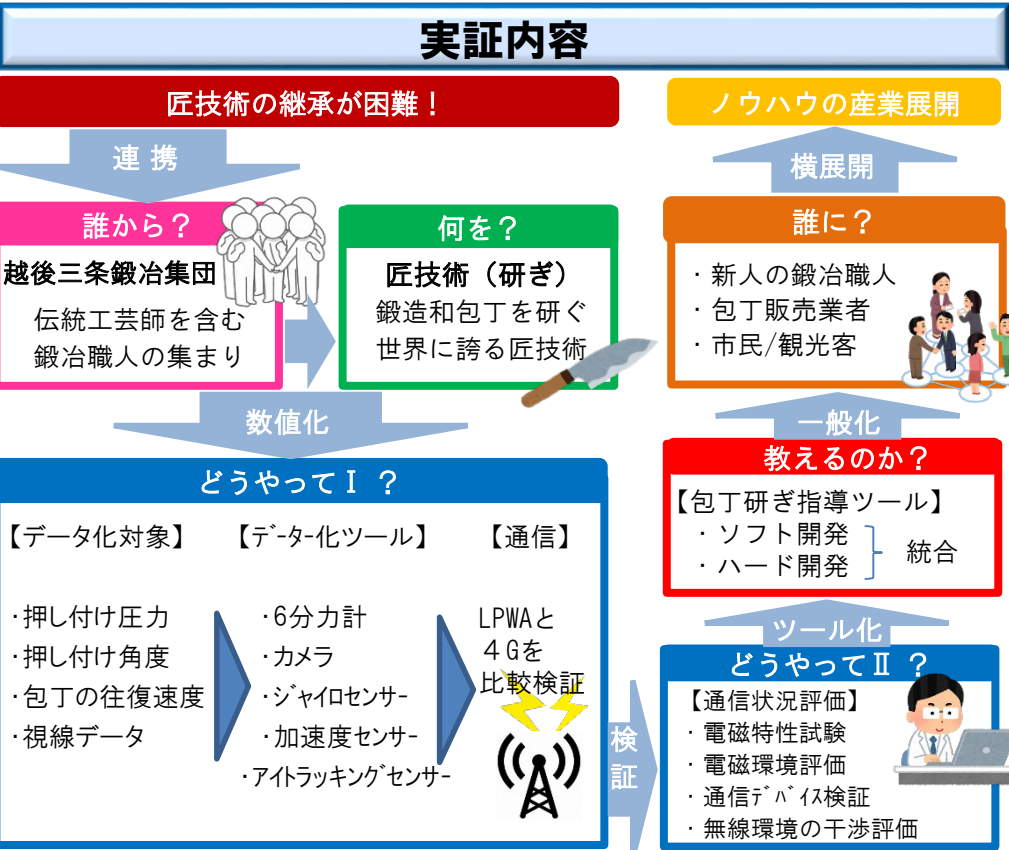 実証内容
匠技術の継承が困難！
連 携
誰から？
越後三条鍛冶集団
伝統工芸師を含む
鍛冶職人の集まり
何を？
匠技術（研ぎ）
鍛造和包丁を研ぐ
世界に誇る匠技術
数値化
どうやってⅠ ？
【データ化対象】
・押し付け圧力
・押し付け角度
・包丁の往復速度
・視線データ
【ﾃﾞｰﾀｰ化ツール】
・6分力計
・カメラ
・ｼﾞｬｲﾛｾﾝｻｰ
・加速度ｾﾝｻｰ
・ｱｲﾄﾗｯｷﾝｸﾞｾﾝｻｰ
【通信】
LPWAと
４Gを
比較検証
検
証
どうやってⅡ ？
【通信状況評価】
・電磁特性試験
・電磁環境評価
・通信ﾃﾞﾊﾞｲｽ検証
・無線環境の干渉評価
ツール化
教えるのか？
【包丁研ぎ指導ツール】
・ソフト開発
・ハード開発
統合
一般化
誰に？
・新人の鍛冶職人
・包丁販売業者
・市民/観光客
横展開
ノウハウの産業展開